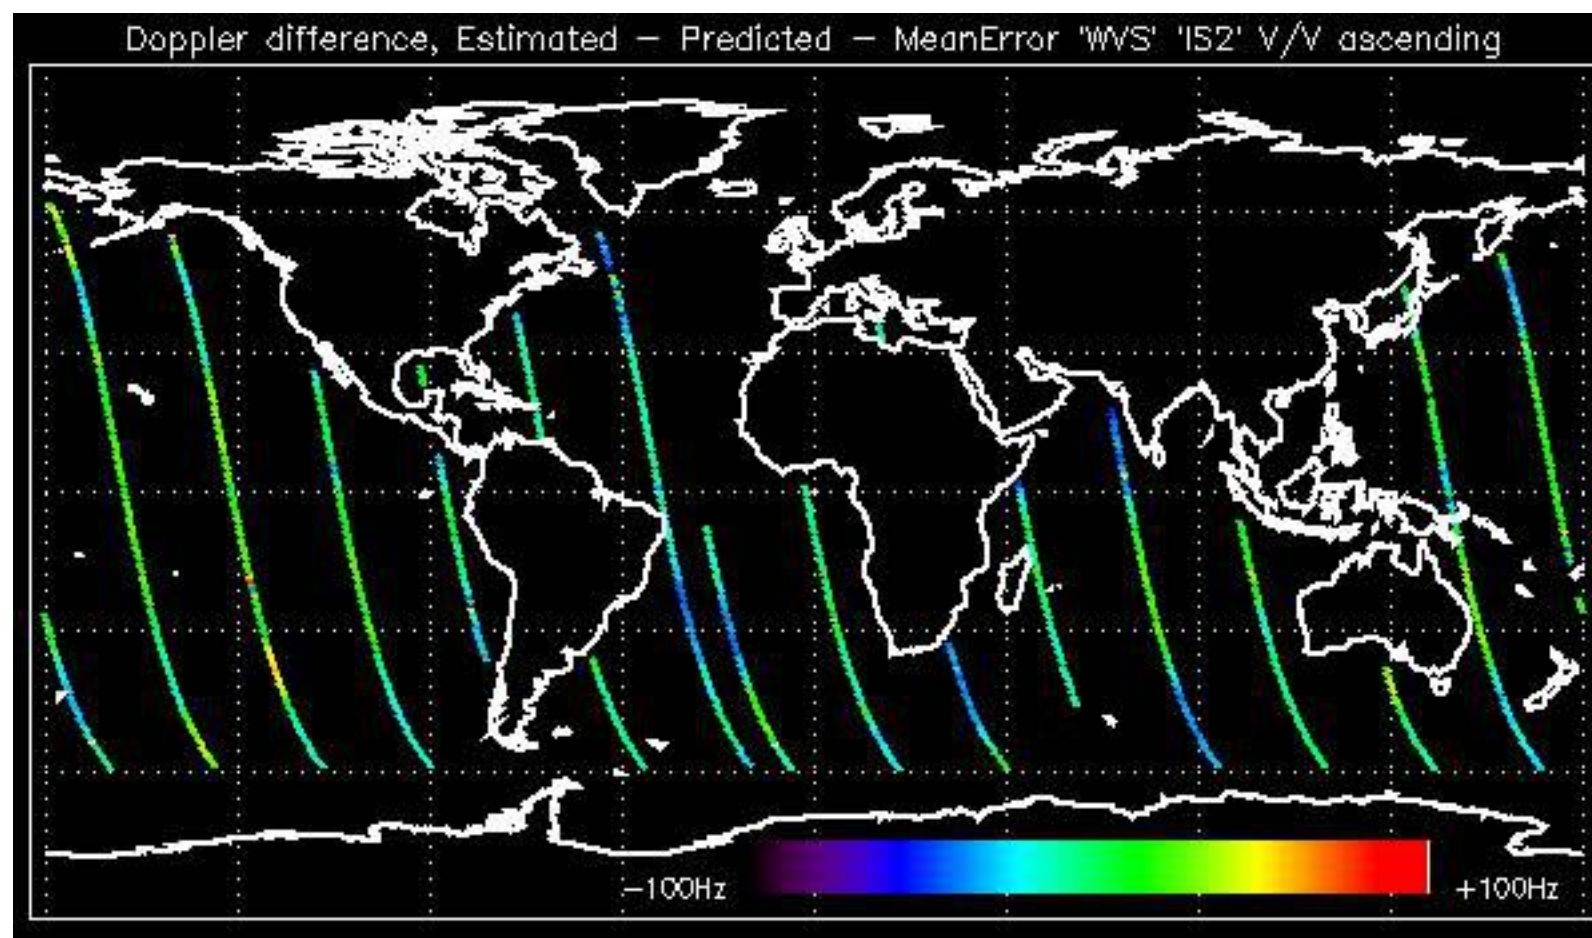 Doppler difference, Estimated – Predicted – MeanError 'WVS' 'IS2' V/V ascending
–100Hz
+100Hz